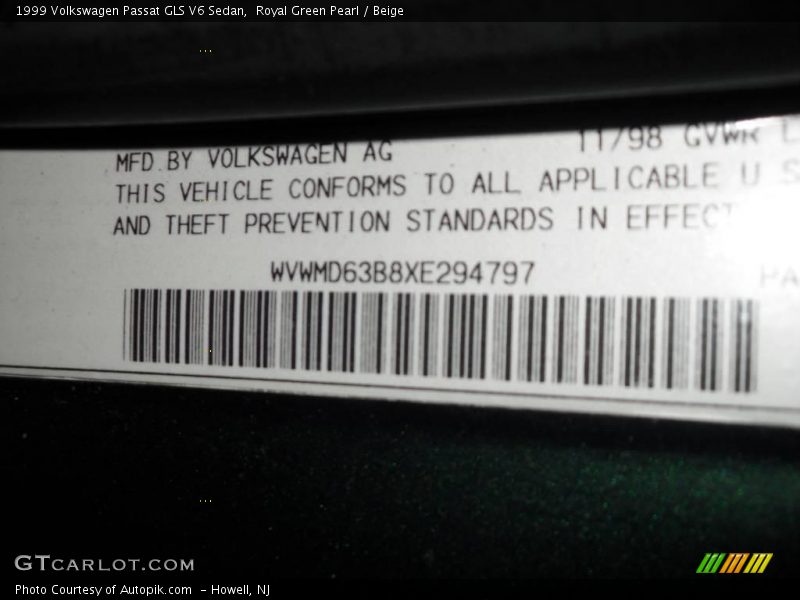 1999 Volkswagen Passat GLS V6 Sedan, Royal Green Pearl / Beige
MFD.BY VOLKSWAGEN AG 11/98 GVWR
THIS VEHICLE CONFORMS TO ALL APPLICABLE U S
AND THEFT PREVENTION STANDARDS IN EFFECT
WVWMD63B8XE294797
GTCARLOT.COM
Photo Courtesy of Autopik.com - Howell, NJ